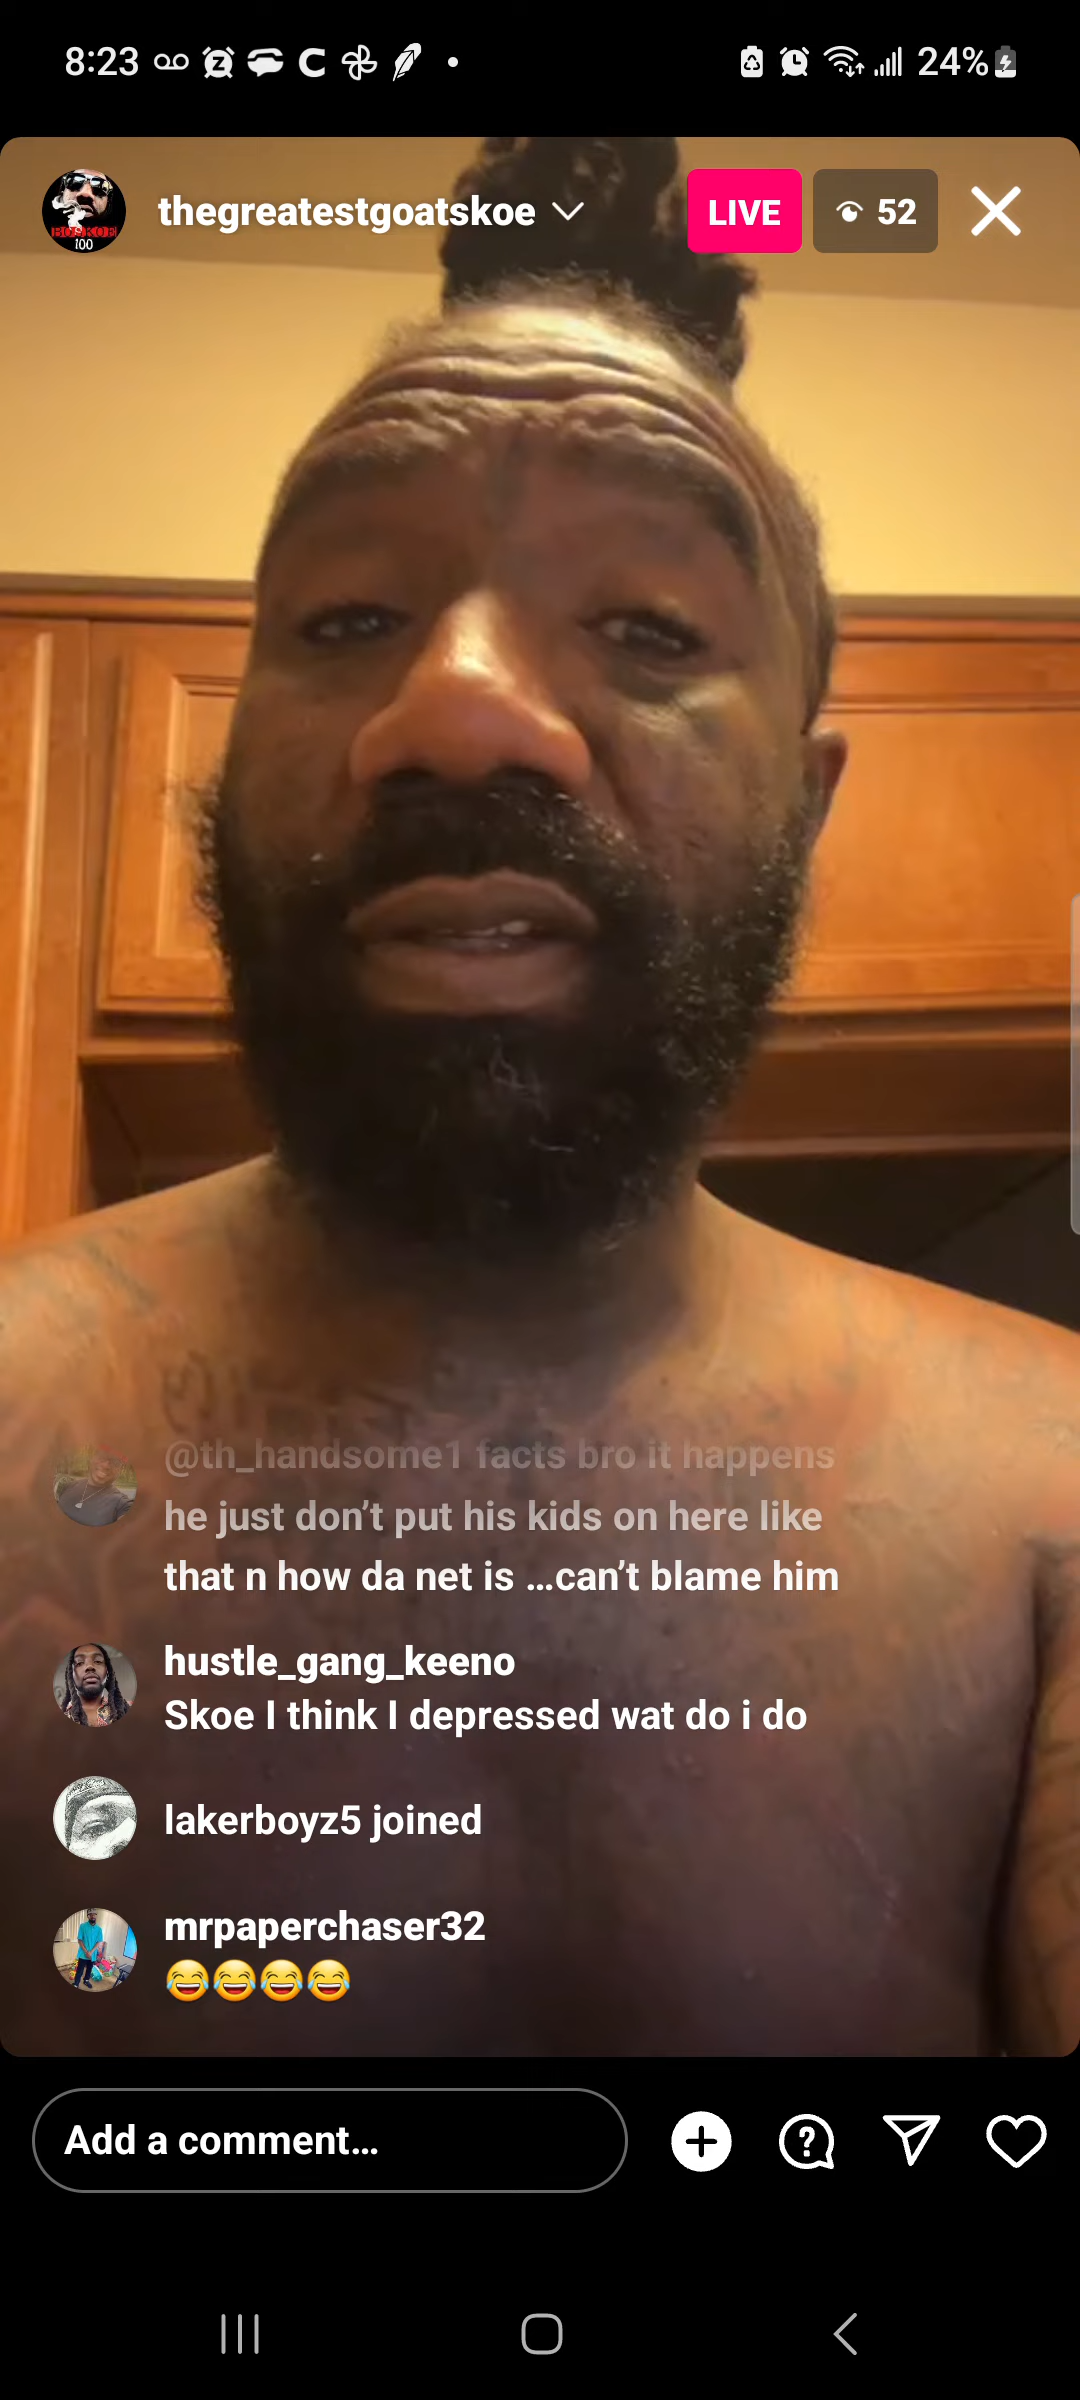 8:23
24%
thegreatestgoatskoe
LIVE
52
BOSKOE
100
@th_handsome1 facts bro it happens
he just don’t put his kids on here like
that n how da net is ...can’t blame him
hustle_gang_keeno
Skoe I think I depressed wat do i do
lakerboyz5 joined
mrpaperchaser32
😂😂😂😂
Add a comment...